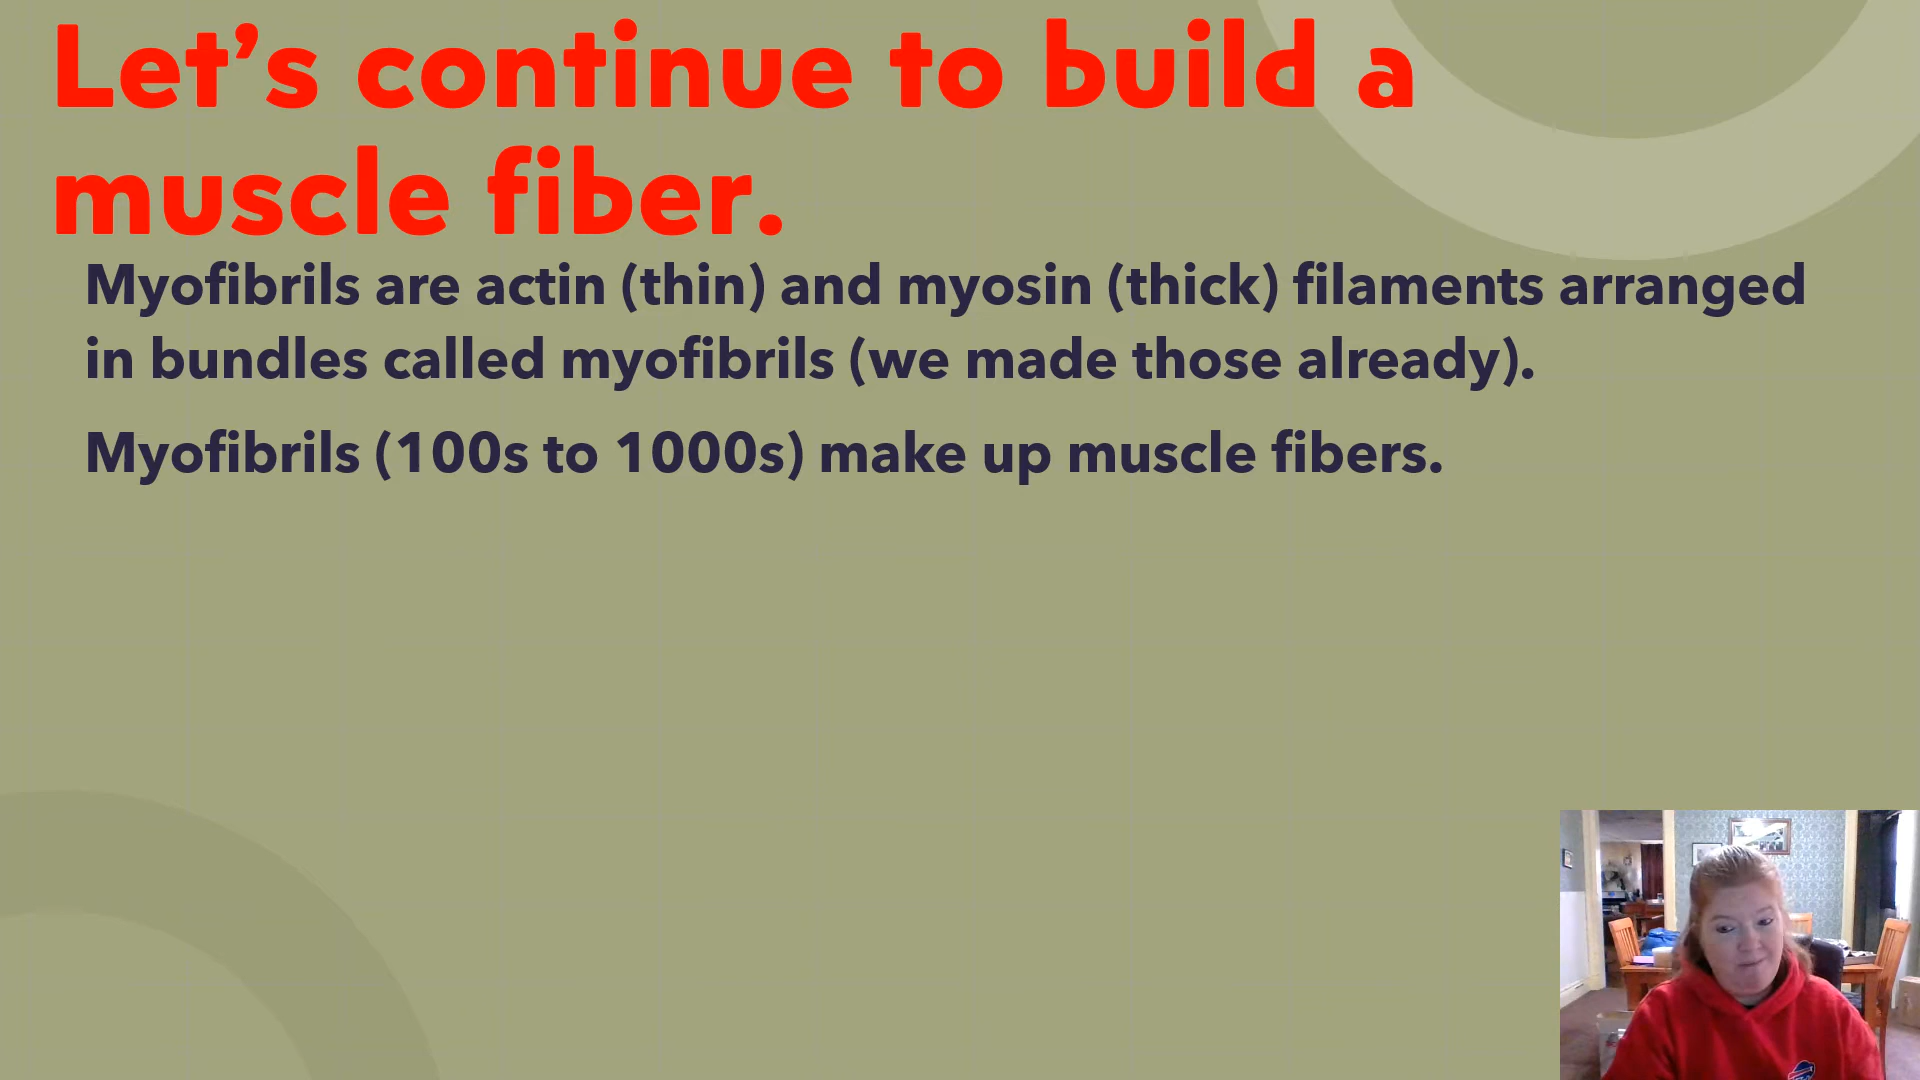 Let’s continue to build a
muscle fiber.
Myofibrils are actin (thin) and myosin (thick) filaments arranged
in bundles called myofibrils (we made those already).
Myofibrils (100s to 1000s) make up muscle fibers.